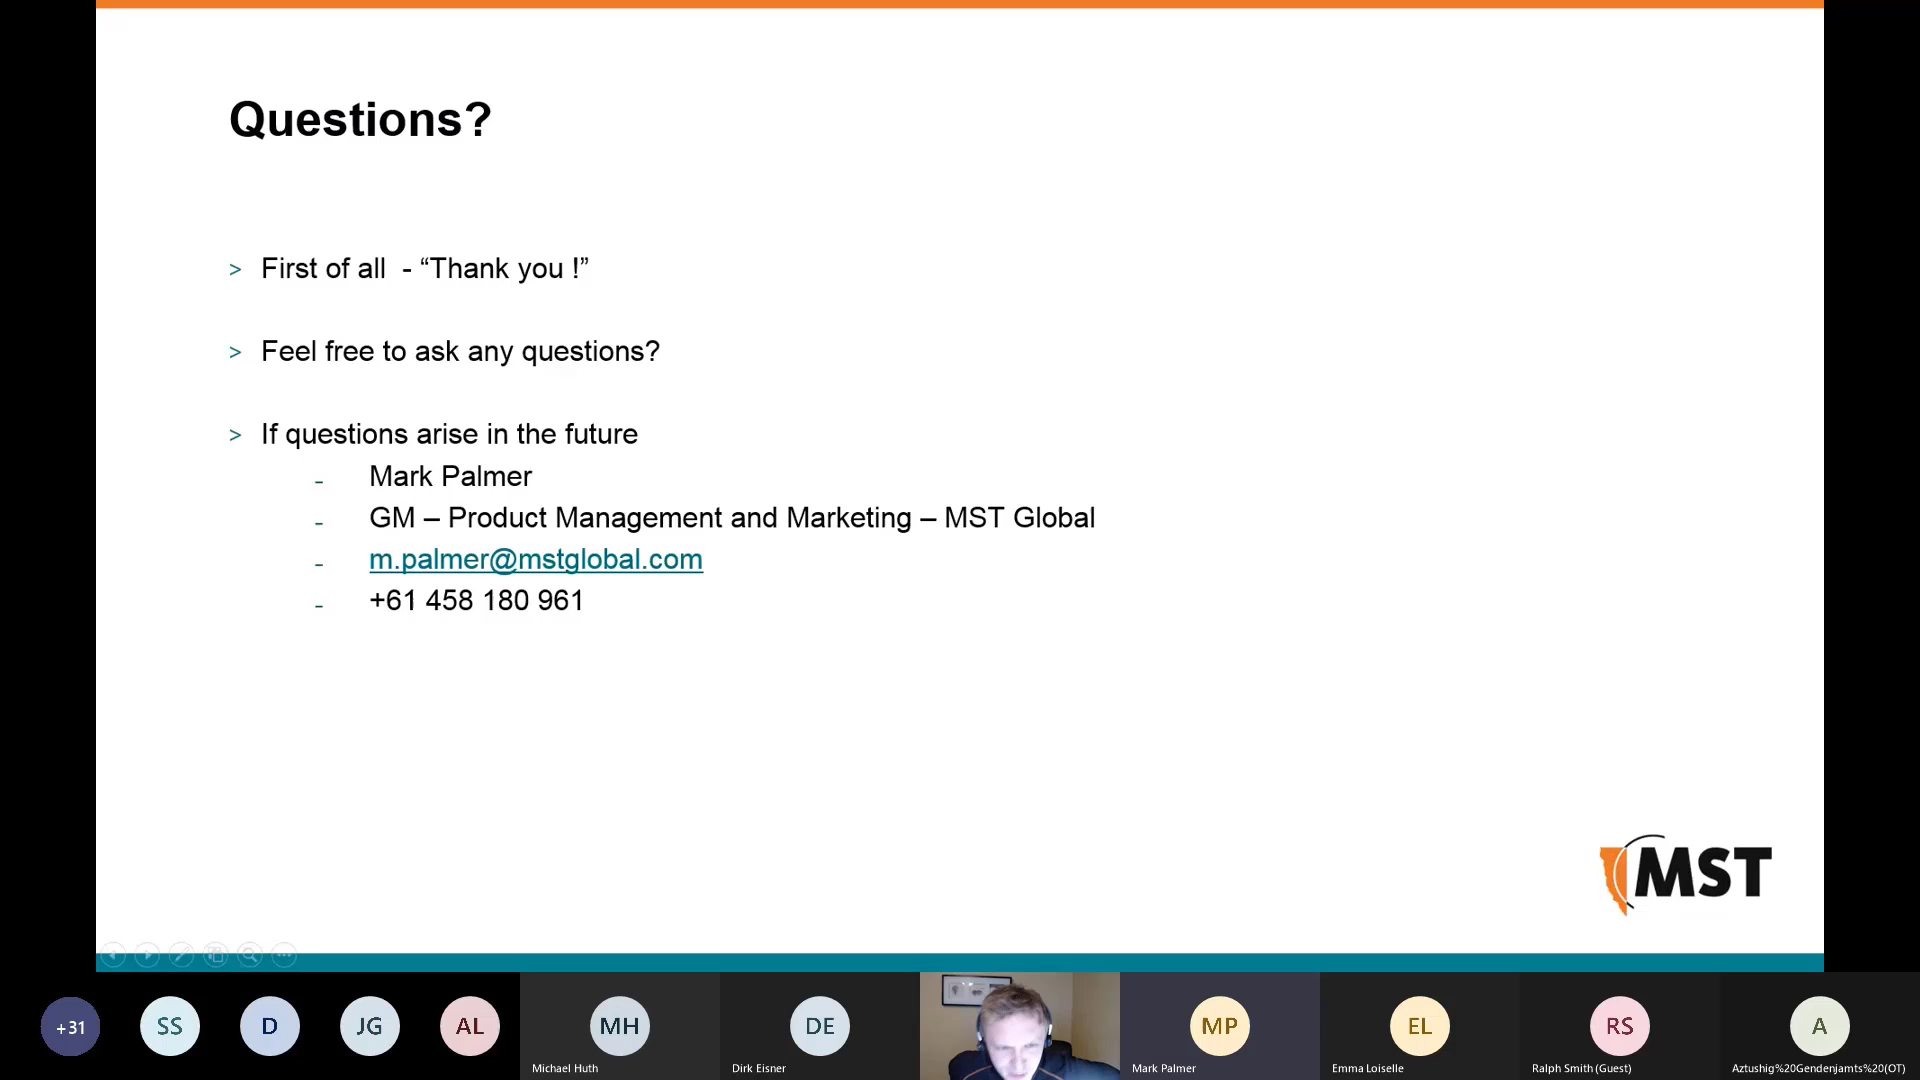 Questions?
> First of all  - “Thank you !”
> Feel free to ask any questions?
> If questions arise in the future
- Mark Palmer
- GM – Product Management and Marketing – MST Global
- m.palmer@mstglobal.com
- +61 458 180 961
MST
+31
SS
D
JG
AL
MH
DE
MP
EL
RS
A
Michael Huth
Dirk Eisner
Mark Palmer
Emma Loiselle
Ralph Smith (Guest)
Aztushig%20Gendenjamts%20(OT)